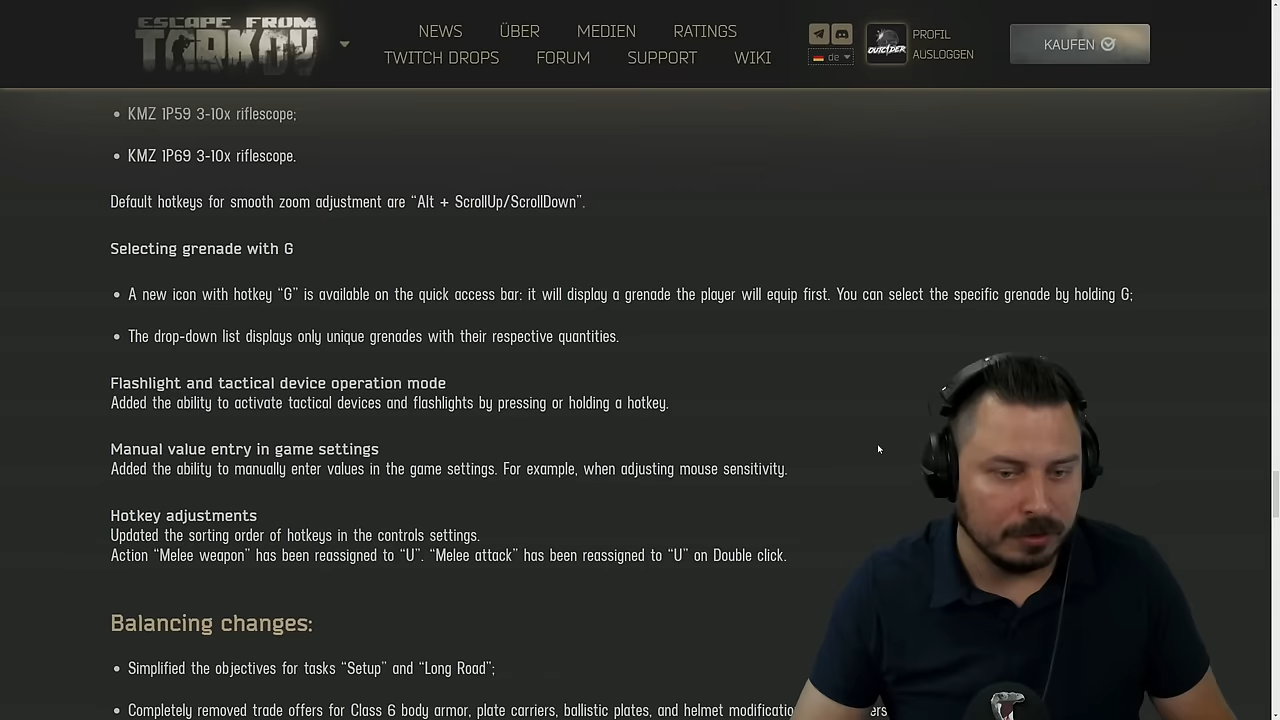 ESCAPE FROM
TARKOV
NEWS ÜBER MEDIEN RATINGS
TWITCH DROPS FORUM SUPPORT WIKI
de
OUTCIDER
PROFIL
AUSLOGGEN
KAUFEN
• KMZ 1P59 3-10x riflescope;
• KMZ 1P69 3-10x riflescope.
Default hotkeys for smooth zoom adjustment are “Alt + ScrollUp/ScrollDown”.
Selecting grenade with G
• A new icon with hotkey “G” is available on the quick access bar: it will display a grenade the player will equip first. You can select the specific grenade by holding G;
• The drop-down list displays only unique grenades with their respective quantities.
Flashlight and tactical device operation mode
Added the ability to activate tactical devices and flashlights by pressing or holding a hotkey.
Manual value entry in game settings
Added the ability to manually enter values in the game settings. For example, when adjusting mouse sensitivity.
Hotkey adjustments
Updated the sorting order of hotkeys in the controls settings.
Action “Melee weapon” has been reassigned to “U”. “Melee attack” has been reassigned to “U” on Double click.
Balancing changes:
• Simplified the objectives for tasks “Setup” and “Long Road”;
• Completely removed trade offers for Class 6 body armor, plate carriers, ballistic plates, and helmet